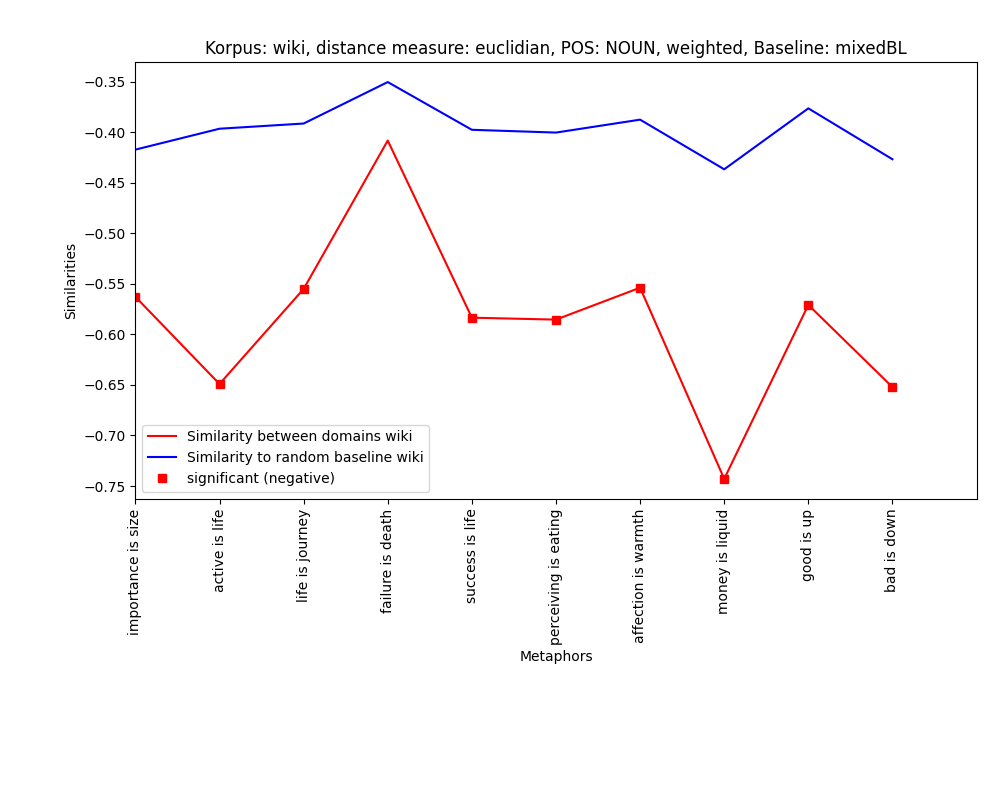 Korpus: wiki, distance measure: euclidian, POS: NOUN, weighted, Baseline: mixedBL
Similarities
−0.35
−0.40
−0.45
−0.50
−0.55
−0.60
−0.65
−0.70
−0.75
Similarity between domains wiki
Similarity to random baseline wiki
significant (negative)
importance is size
active is life
life is journey
failure is death
success is life
perceiving is eating
affection is warmth
money is liquid
good is up
bad is down
Metaphors